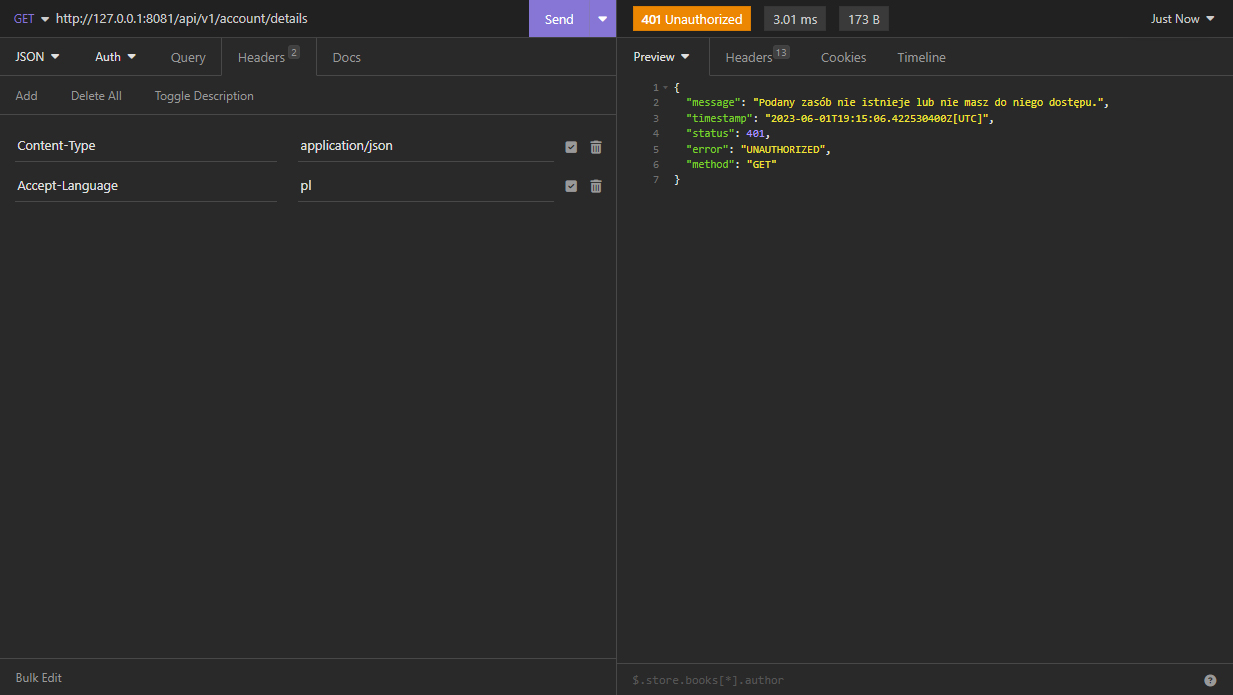 GET http://127.0.0.1:8081/api/v1/account/details Send 401 Unauthorized 3.01 ms 173 B Just Now
JSON Auth Query Headers 2 Docs
Preview Headers 13 Cookies Timeline
Add Delete All Toggle Description
Content-Type application/json
Accept-Language pl
1 {
2 "message": "Podany zasób nie istnieje lub nie masz do niego dostępu.",
3 "timestamp": "2023-06-01T19:15:06.422530400Z[UTC]",
4 "status": 401,
5 "error": "UNAUTHORIZED",
6 "method": "GET"
7 }
Bulk Edit
$.store.books[*].author ?